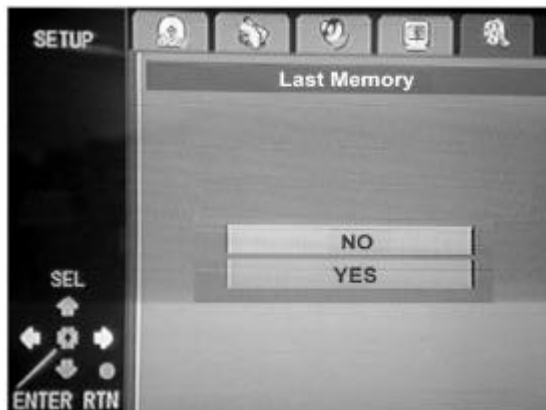 SETUP
Last Memory
NO
YES
SEL
ENTER RTN